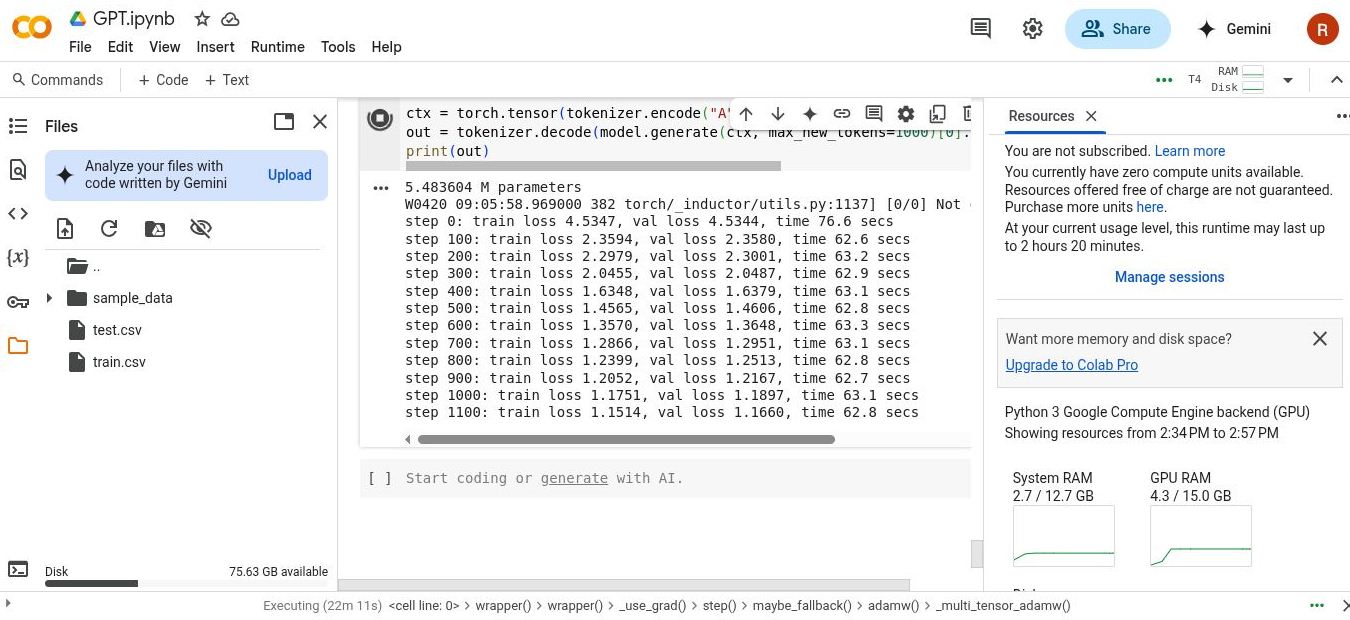 GPT.ipynb
File Edit View Insert Runtime Tools Help
Share
Gemini
R
Commands + Code + Text
T4 RAM
Disk
Files
Analyze your files with
code written by Gemini
Upload
..
sample_data
test.csv
train.csv
Disk 75.63 GB available
ctx = torch.tensor(tokenizer.encode("A"
out = tokenizer.decode(model.generate(ctx, max_new_tokens=1000)[0].
print(out)
5.483604 M parameters
W0420 09:05:58.969000 382 torch/_inductor/utils.py:1137] [0/0] Not
step 0: train loss 4.5347, val loss 4.5344, time 76.6 secs
step 100: train loss 2.3594, val loss 2.3580, time 62.6 secs
step 200: train loss 2.2979, val loss 2.3001, time 63.2 secs
step 300: train loss 2.0455, val loss 2.0487, time 62.9 secs
step 400: train loss 1.6348, val loss 1.6379, time 63.1 secs
step 500: train loss 1.4565, val loss 1.4606, time 62.8 secs
step 600: train loss 1.3570, val loss 1.3648, time 63.3 secs
step 700: train loss 1.2866, val loss 1.2951, time 63.1 secs
step 800: train loss 1.2399, val loss 1.2513, time 62.8 secs
step 900: train loss 1.2052, val loss 1.2167, time 62.7 secs
step 1000: train loss 1.1751, val loss 1.1897, time 63.1 secs
step 1100: train loss 1.1514, val loss 1.1660, time 62.8 secs
[ ] Start coding or generate with AI.
Resources
You are not subscribed. Learn more
You currently have zero compute units available.
Resources offered free of charge are not guaranteed.
Purchase more units here.
At your current usage level, this runtime may last up
to 2 hours 20 minutes.
Manage sessions
Want more memory and disk space?
Upgrade to Colab Pro
Python 3 Google Compute Engine backend (GPU)
Showing resources from 2:34 PM to 2:57 PM
System RAM
2.7 / 12.7 GB
GPU RAM
4.3 / 15.0 GB
Executing (22m 11s) <cell line: 0> > wrapper() > wrapper() > _use_grad() > step() > maybe_fallback() > adamw() > _multi_tensor_adamw()